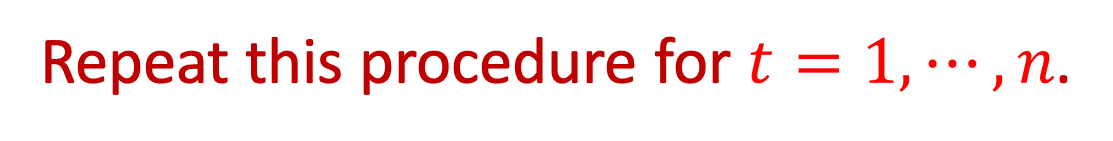 Repeat this procedure for t = 1, ⋯ , n.